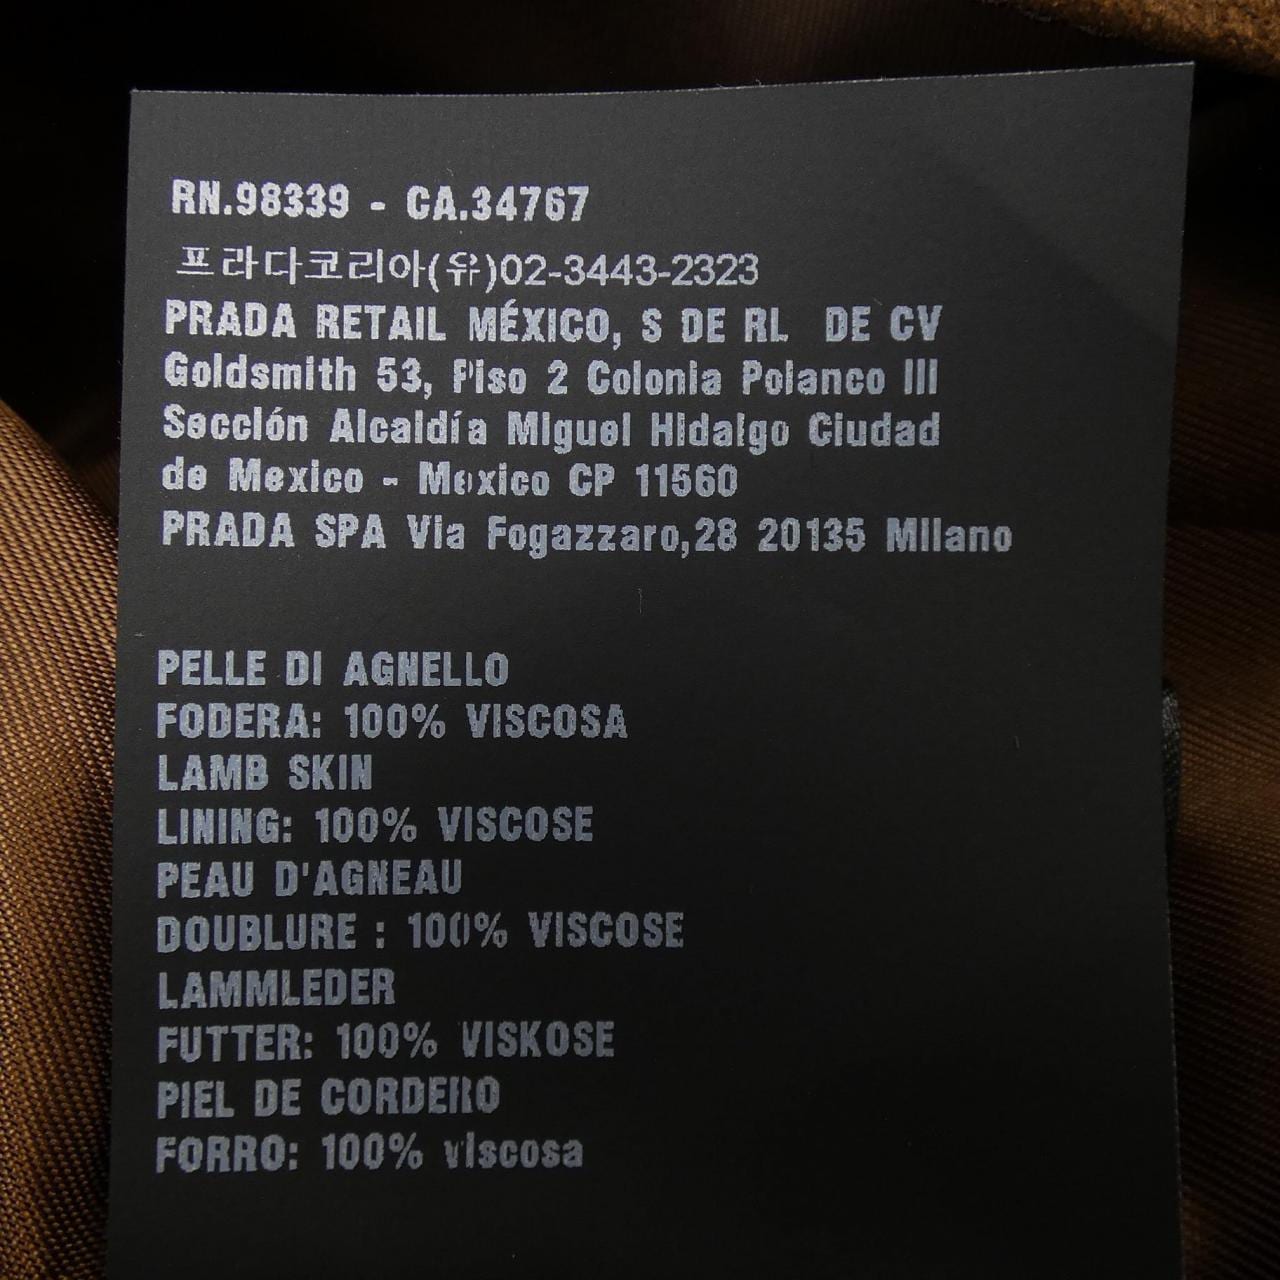 RN.98339 - CA.34767
프라다코리아(유)02-3443-2323
PRADA RETAIL MÉXICO, S DE RL DE CV
Goldsmith 53, Piso 2 Colonia Polanco III
Sección Alcaldía Miguel Hidalgo Ciudad
de Mexico - Mexico CP 11560
PRADA SPA Via Fogazzaro,28 20135 Milano
PELLE DI AGNELLO
FODERA: 100% VISCOSA
LAMB SKIN
LINING: 100% VISCOSE
PEAU D'AGNEAU
DOUBLURE : 100% VISCOSE
LAMMLEDER
FUTTER: 100% VISKOSE
PIEL DE CORDERO
FORRO: 100% viscosa